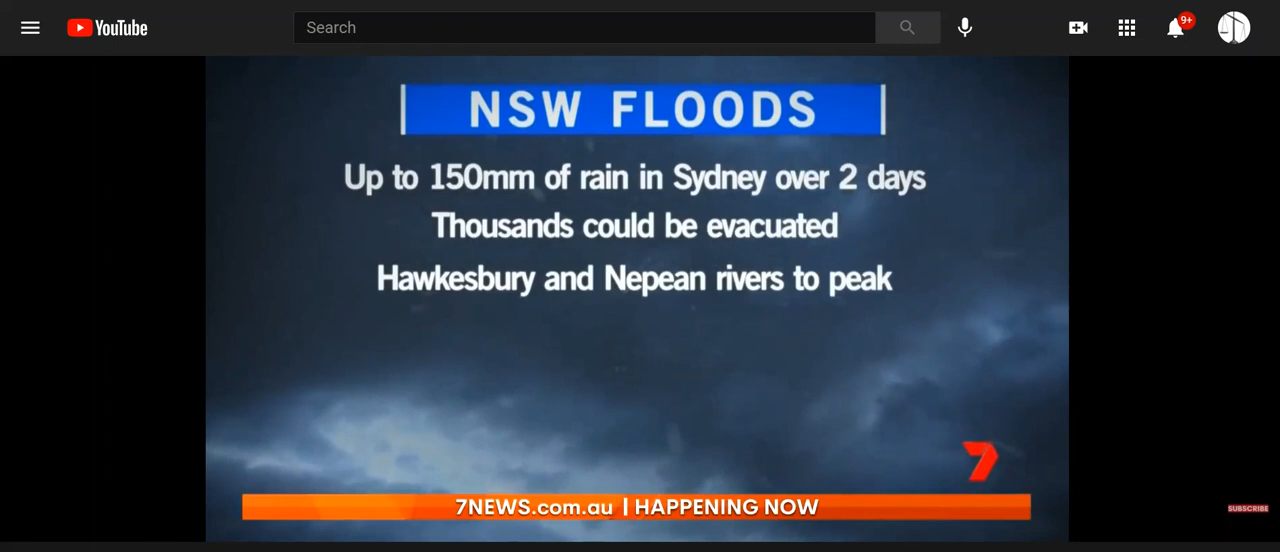 YouTube
Search
9+
NSW FLOODS
Up to 150mm of rain in Sydney over 2 days
Thousands could be evacuated
Hawkesbury and Nepean rivers to peak
7
7NEWS.com.au | HAPPENING NOW
SUBSCRIBE